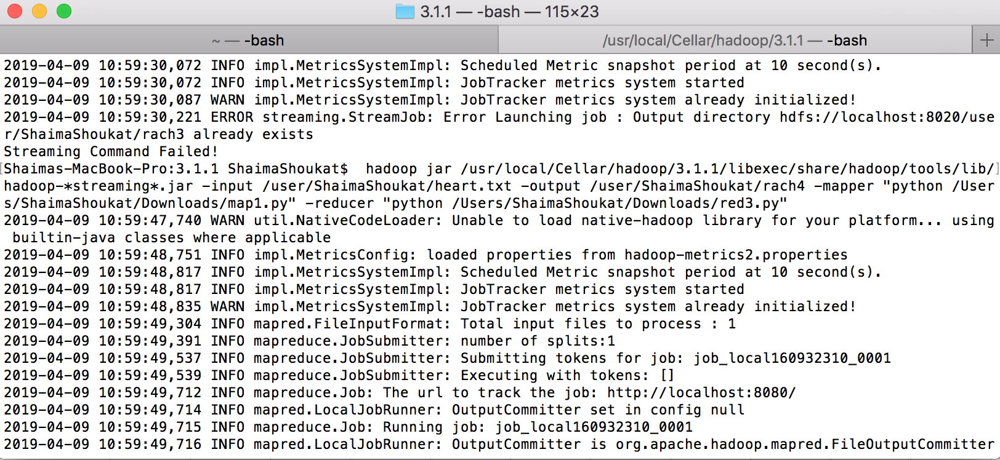 3.1.1 — -bash — 115×23
~ — -bash
/usr/local/Cellar/hadoop/3.1.1 — -bash
2019-04-09 10:59:30,072 INFO impl.MetricsSystemImpl: Scheduled Metric snapshot period at 10 second(s).
2019-04-09 10:59:30,072 INFO impl.MetricsSystemImpl: JobTracker metrics system started
2019-04-09 10:59:30,087 WARN impl.MetricsSystemImpl: JobTracker metrics system already initialized!
2019-04-09 10:59:30,221 ERROR streaming.StreamJob: Error Launching job : Output directory hdfs://localhost:8020/use
r/ShaimaShoukat/rach3 already exists
Streaming Command Failed!
[Shaimas-MacBook-Pro:3.1.1 ShaimaShoukat$  hadoop jar /usr/local/Cellar/hadoop/3.1.1/libexec/share/hadoop/tools/lib/]
hadoop-*streaming*.jar -input /user/ShaimaShoukat/heart.txt -output /user/ShaimaShoukat/rach4 -mapper "python /User
s/ShaimaShoukat/Downloads/map1.py" -reducer "python /Users/ShaimaShoukat/Downloads/red3.py"
2019-04-09 10:59:47,740 WARN util.NativeCodeLoader: Unable to load native-hadoop library for your platform... using
 builtin-java classes where applicable
2019-04-09 10:59:48,751 INFO impl.MetricsConfig: loaded properties from hadoop-metrics2.properties
2019-04-09 10:59:48,817 INFO impl.MetricsSystemImpl: Scheduled Metric snapshot period at 10 second(s).
2019-04-09 10:59:48,817 INFO impl.MetricsSystemImpl: JobTracker metrics system started
2019-04-09 10:59:48,835 WARN impl.MetricsSystemImpl: JobTracker metrics system already initialized!
2019-04-09 10:59:49,304 INFO mapred.FileInputFormat: Total input files to process : 1
2019-04-09 10:59:49,391 INFO mapreduce.JobSubmitter: number of splits:1
2019-04-09 10:59:49,537 INFO mapreduce.JobSubmitter: Submitting tokens for job: job_local160932310_0001
2019-04-09 10:59:49,539 INFO mapreduce.JobSubmitter: Executing with tokens: []
2019-04-09 10:59:49,712 INFO mapreduce.Job: The url to track the job: http://localhost:8080/
2019-04-09 10:59:49,714 INFO mapred.LocalJobRunner: OutputCommitter set in config null
2019-04-09 10:59:49,715 INFO mapreduce.Job: Running job: job_local160932310_0001
2019-04-09 10:59:49,716 INFO mapred.LocalJobRunner: OutputCommitter is org.apache.hadoop.mapred.FileOutputCommitter